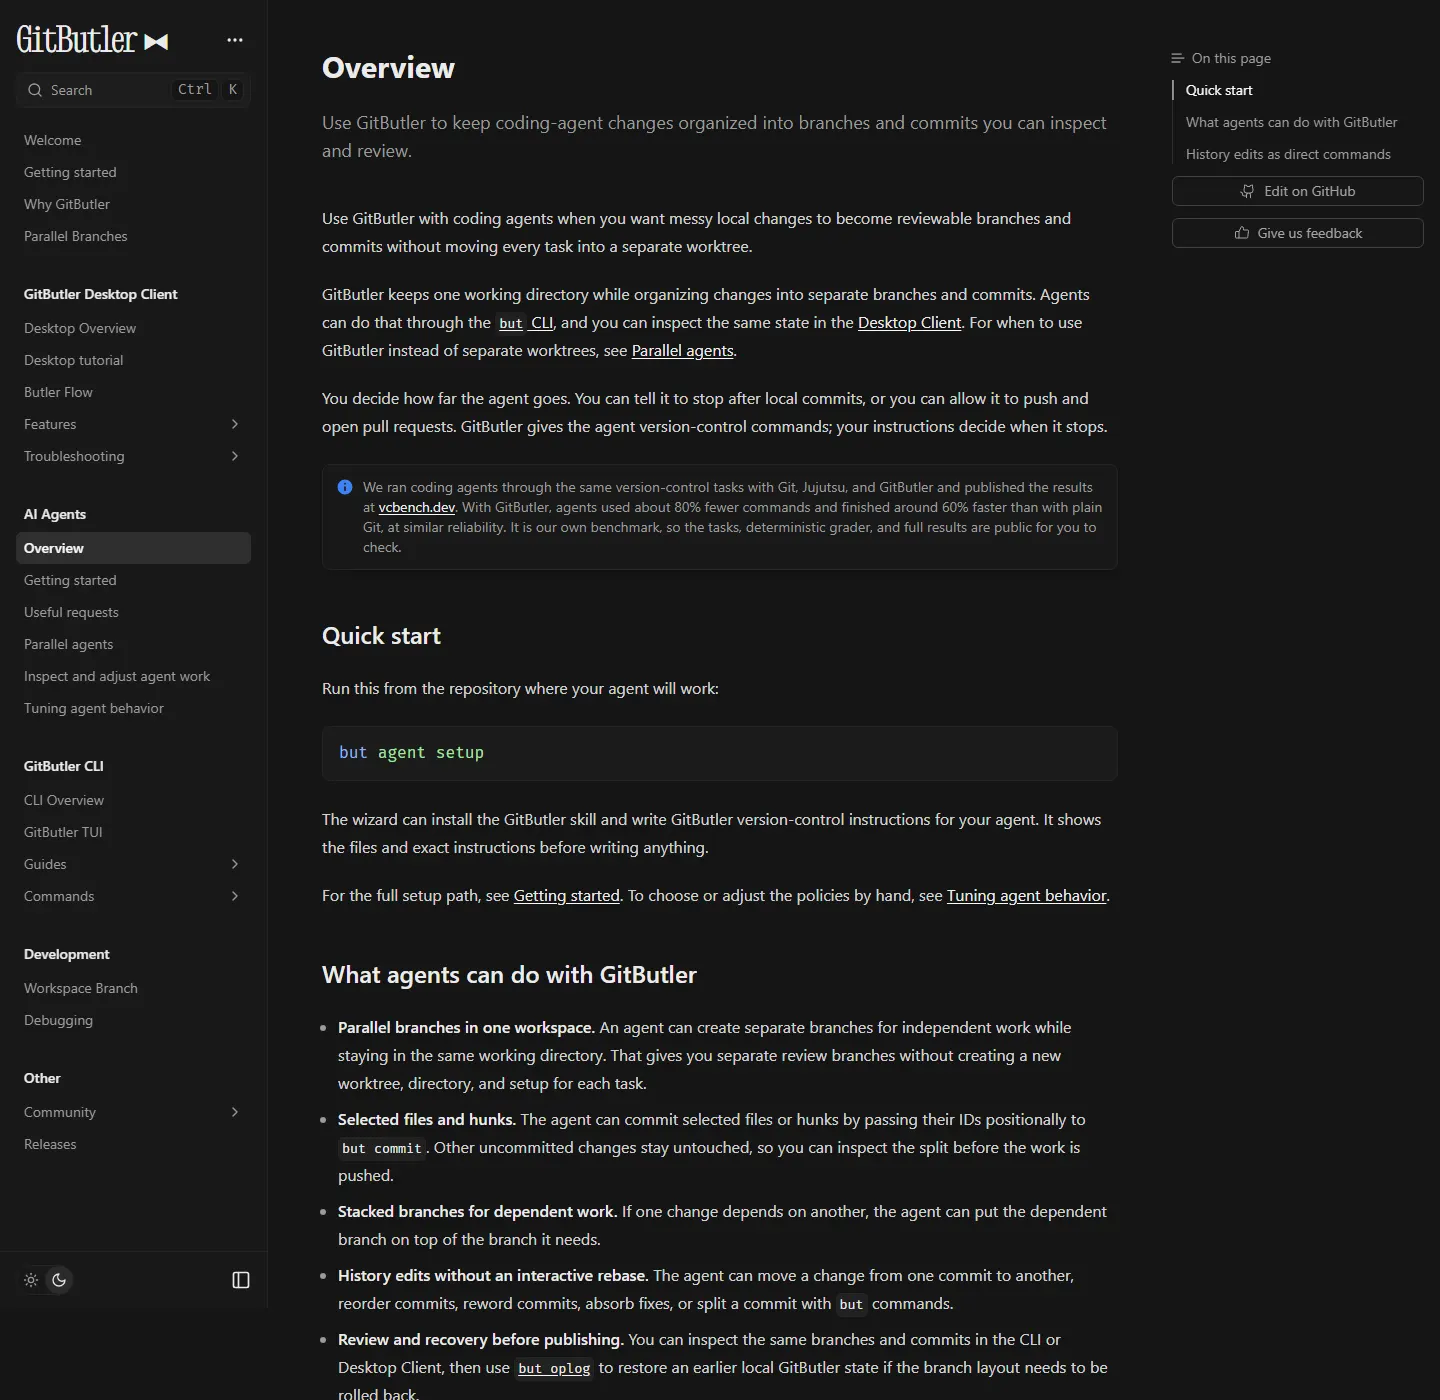 GitButler
Search Ctrl K
Welcome
Getting started
Why GitButler
Parallel Branches
GitButler Desktop Client
Desktop Overview
Desktop tutorial
Butler Flow
Features
Troubleshooting
AI Agents
Overview
Getting started
Useful requests
Parallel agents
Inspect and adjust agent work
Tuning agent behavior
GitButler CLI
CLI Overview
GitButler TUI
Guides
Commands
Development
Workspace Branch
Debugging
Other
Community
Releases
Overview
Use GitButler to keep coding-agent changes organized into branches and commits you can inspect
and review.
Use GitButler with coding agents when you want messy local changes to become reviewable branches and
commits without moving every task into a separate worktree.
GitButler keeps one working directory while organizing changes into separate branches and commits. Agents
can do that through the but CLI, and you can inspect the same state in the Desktop Client. For when to use
GitButler instead of separate worktrees, see Parallel agents.
You decide how far the agent goes. You can tell it to stop after local commits, or you can allow it to push and
open pull requests. GitButler gives the agent version-control commands; your instructions decide when it stops.
We ran coding agents through the same version-control tasks with Git, Jujutsu, and GitButler and published the results
at vcbench.dev. With GitButler, agents used about 80% fewer commands and finished around 60% faster than with plain
Git, at similar reliability. It is our own benchmark, so the tasks, deterministic grader, and full results are public for you to
check.
Quick start
Run this from the repository where your agent will work:
but agent setup
The wizard can install the GitButler skill and write GitButler version-control instructions for your agent. It shows
the files and exact instructions before writing anything.
For the full setup path, see Getting started. To choose or adjust the policies by hand, see Tuning agent behavior.
What agents can do with GitButler
Parallel branches in one workspace. An agent can create separate branches for independent work while
staying in the same working directory. That gives you separate review branches without creating a new
worktree, directory, and setup for each task.
Selected files and hunks. The agent can commit selected files or hunks by passing their IDs positionally to
but commit. Other uncommitted changes stay untouched, so you can inspect the split before the work is
pushed.
Stacked branches for dependent work. If one change depends on another, the agent can put the dependent
branch on top of the branch it needs.
History edits without an interactive rebase. The agent can move a change from one commit to another,
reorder commits, reword commits, absorb fixes, or split a commit with but commands.
Review and recovery before publishing. You can inspect the same branches and commits in the CLI or
Desktop Client, then use but oplog to restore an earlier local GitButler state if the branch layout needs to be
rolled back.
On this page
Quick start
What agents can do with GitButler
History edits as direct commands
Edit on GitHub
Give us feedback